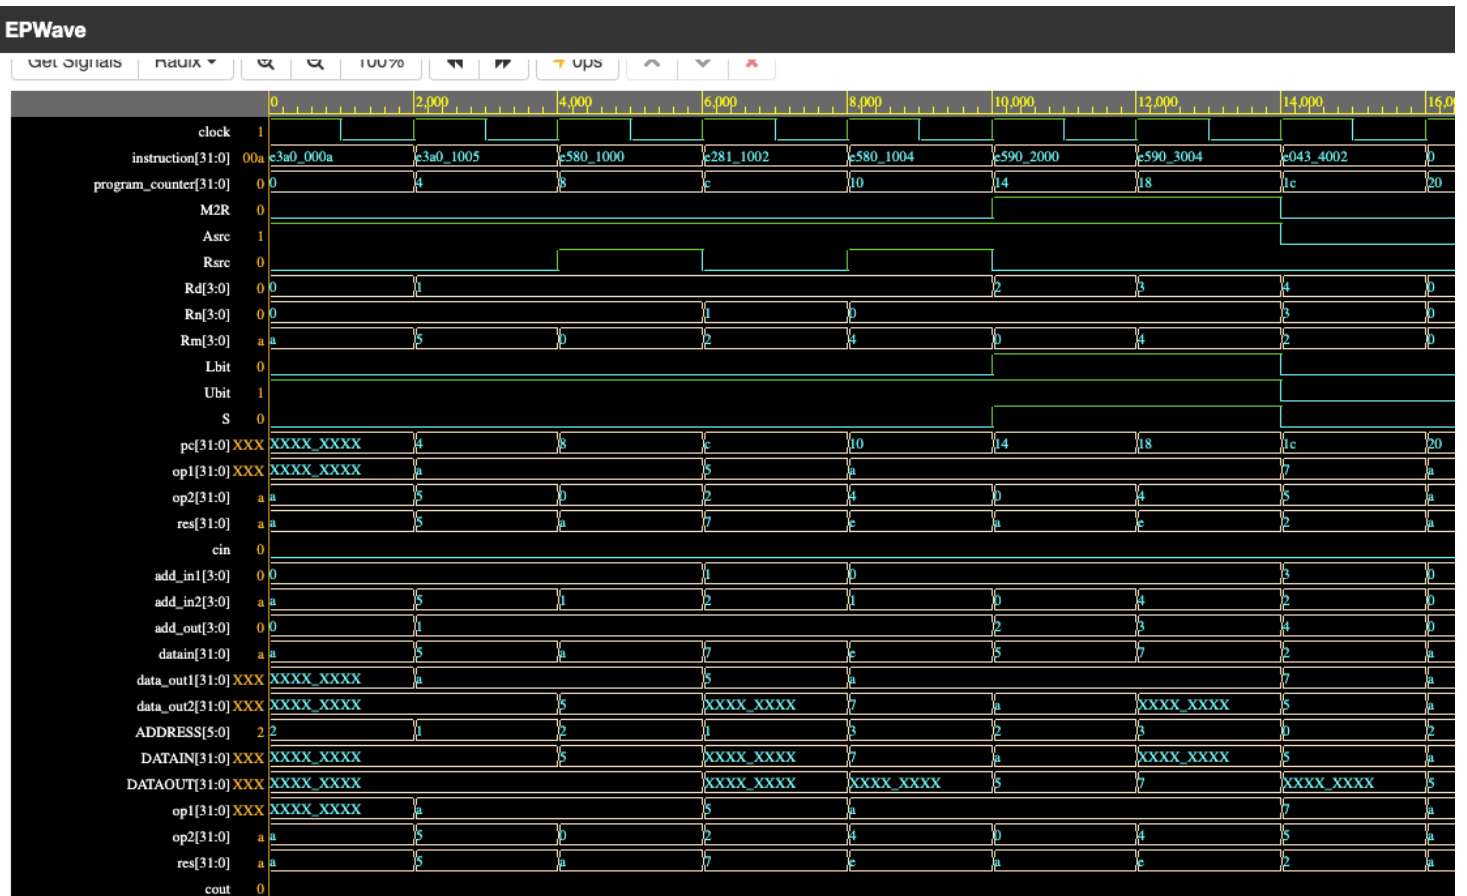 EPWave
Get Signals Radix 100% Ups
0 2,000 4,000 6,000 8,000 10,000 12,000 14,000 16,0
clock 1
instruction[31:0] 00a e3a0_000a e3a0_1005 e580_1000 e281_1002 e580_1004 e590_2000 e590_3004 e043_4002 0
program_counter[31:0] 0 0 4 8 c 10 14 18 1c 20
M2R 0
Asrc 1
Rsrc 0
Rd[3:0] 0 0 1 2 3 4 0
Rn[3:0] 0 0 1 0 3 0
Rm[3:0] a a 5 0 2 4 0 4 2 0
Lbit 0
Ubit 1
S 0
pc[31:0] XXX XXXX_XXXX 4 8 c 10 14 18 1c 20
op1[31:0] XXX XXXX_XXXX a 5 a 7 a
op2[31:0] a a 5 0 2 4 0 4 5 a
res[31:0] a a 5 a 7 e a e 2 a
cin 0
add_in1[3:0] 0 0 1 0 3 0
add_in2[3:0] a a 5 1 2 1 0 4 2 0
add_out[3:0] 0 0 1 2 3 4 0
datain[31:0] a a 5 a 7 e 5 7 2 a
data_out1[31:0] XXX XXXX_XXXX a 5 a 7 a
data_out2[31:0] XXX XXXX_XXXX 5 XXXX_XXXX 7 a XXXX_XXXX 5 a
ADDRESS[5:0] 2 2 1 2 1 3 2 3 0 2
DATAIN[31:0] XXX XXXX_XXXX 5 XXXX_XXXX 7 a XXXX_XXXX 5 a
DATAOUT[31:0] XXX XXXX_XXXX XXXX_XXXX XXXX_XXXX 5 7 XXXX_XXXX 5
op1[31:0] XXX XXXX_XXXX a 5 a 7 a
op2[31:0] a a 5 0 2 4 0 4 5 a
res[31:0] a a 5 a 7 e a e 2 a
cout 0